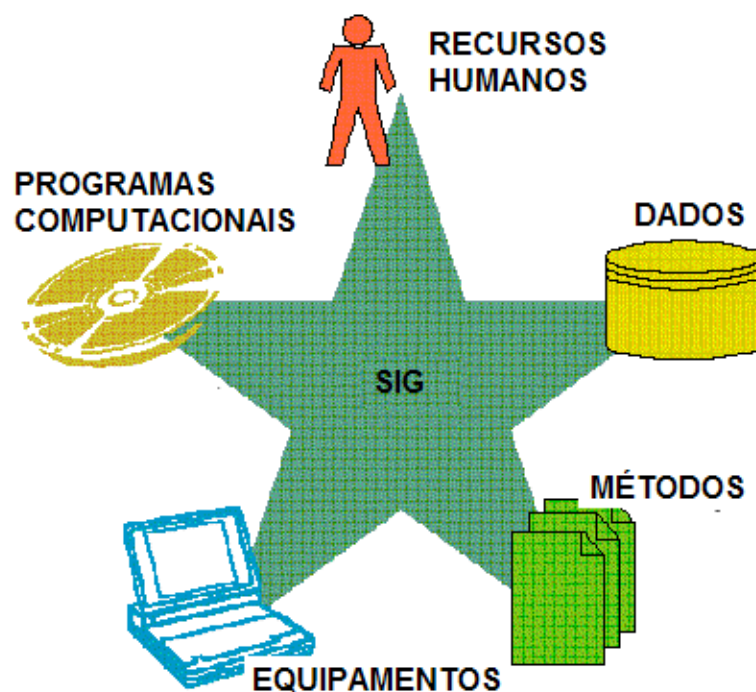 RECURSOS
HUMANOS
PROGRAMAS
COMPUTACIONAIS
DADOS
SIG
MÉTODOS
EQUIPAMENTOS